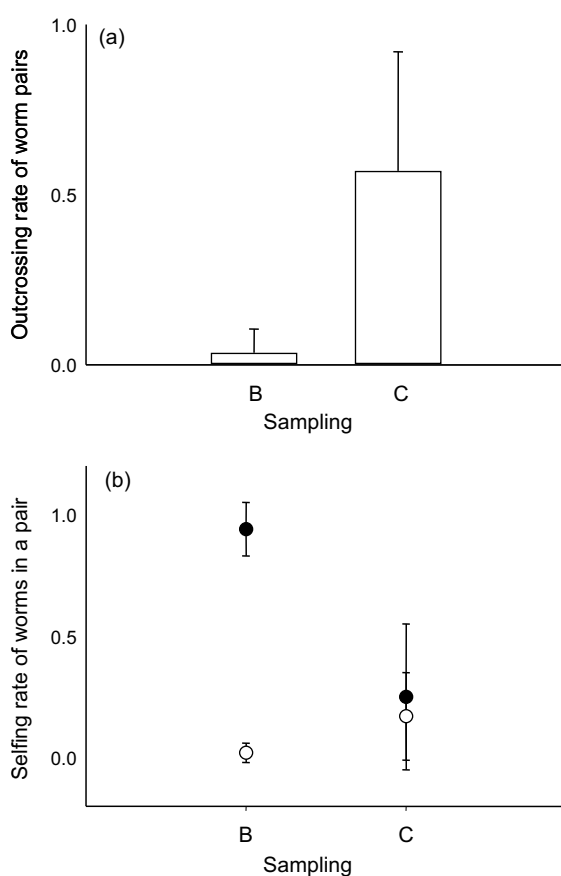 (a)
Outcrossing rate of worm pairs
1.0
0.5
0.0
B C
Sampling
(b)
Selfing rate of worms in a pair
1.0
0.5
0.0
B C
Sampling